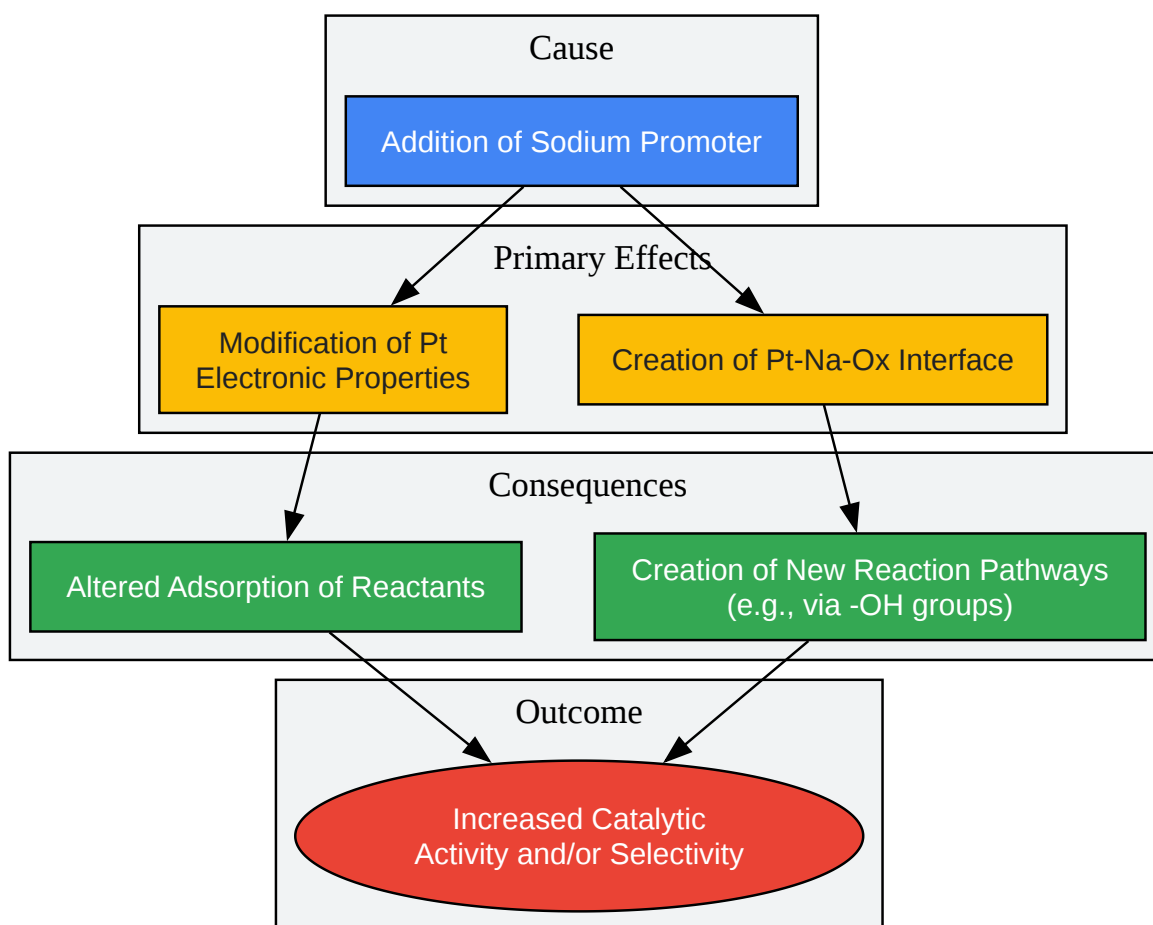 Cause
Addition of Sodium Promoter
Primary Effects
Modification of Pt
Electronic Properties
Creation of Pt-Na-Ox Interface
Consequences
Altered Adsorption of Reactants
Creation of New Reaction Pathways
(e.g., via -OH groups)
Outcome
Increased Catalytic
Activity and/or Selectivity